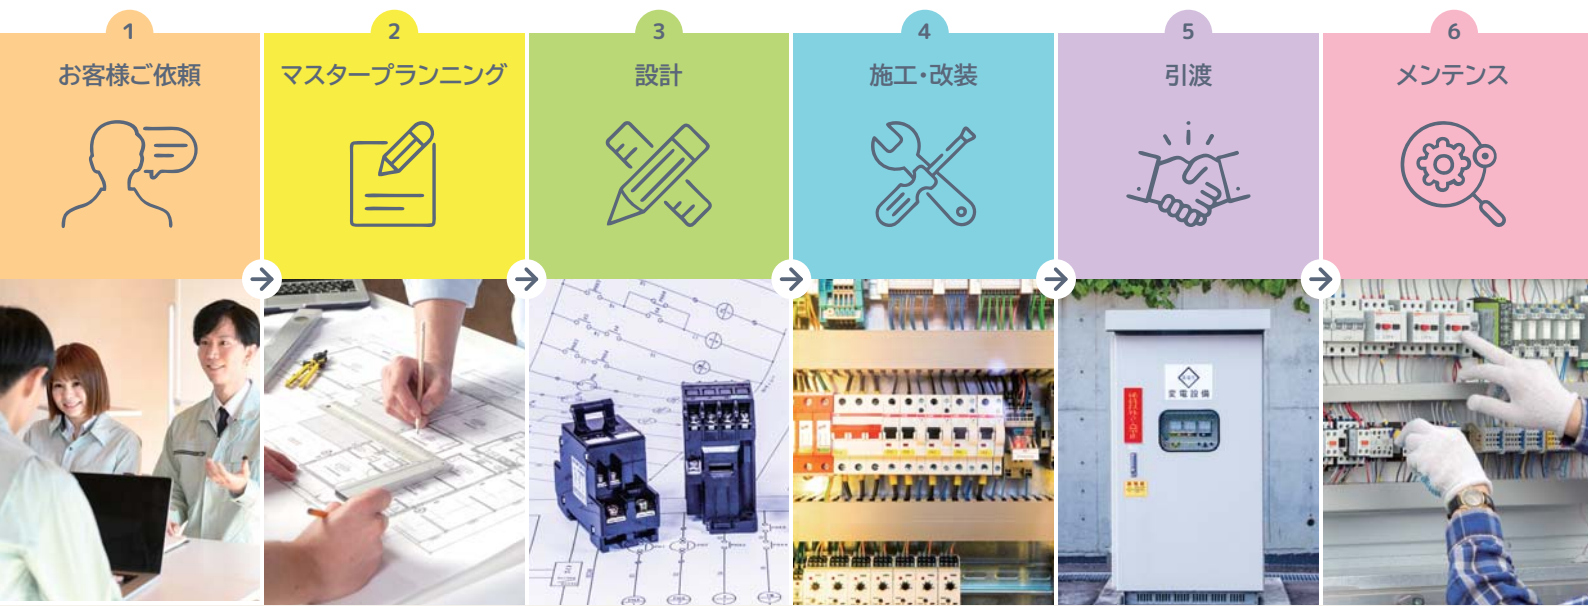 1
お客様ご依頼
2
マスタープランニング
3
設計
4
施工・改装
5
引渡
6
メンテンス
変電設備